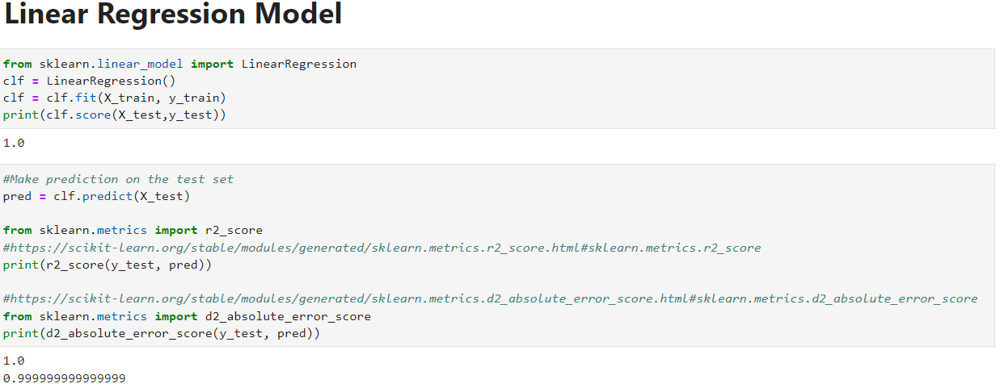 Linear Regression Model
from sklearn.linear_model import LinearRegression
clf = LinearRegression()
clf = clf.fit(X_train, y_train)
print(clf.score(X_test,y_test))
1.0
#Make prediction on the test set
pred = clf.predict(X_test)
from sklearn.metrics import r2_score
#https://scikit-learn.org/stable/modules/generated/sklearn.metrics.r2_score.html#sklearn.metrics.r2_score
print(r2_score(y_test, pred))
#https://scikit-learn.org/stable/modules/generated/sklearn.metrics.d2_absolute_error_score.html#sklearn.metrics.d2_absolute_error_score
from sklearn.metrics import d2_absolute_error_score
print(d2_absolute_error_score(y_test, pred))
1.0
0.999999999999999